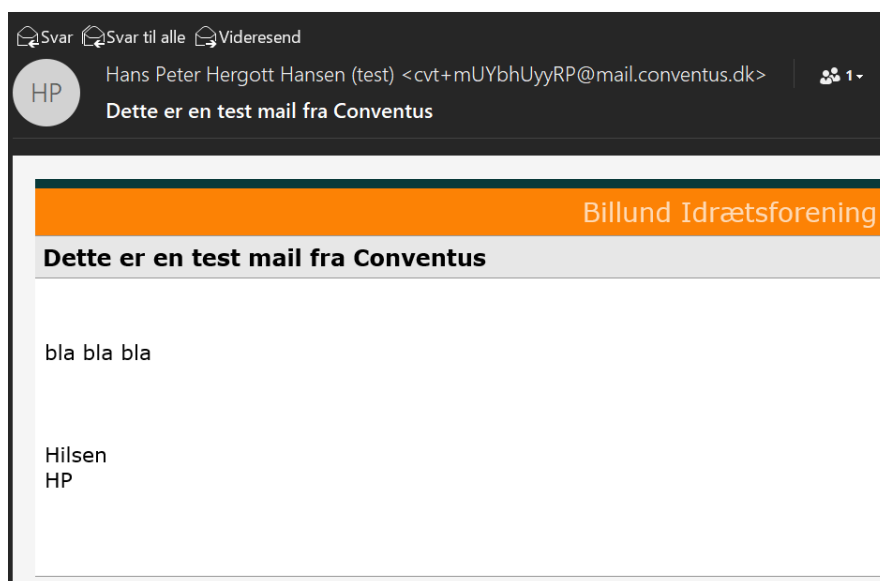 Svar Svar til alle Videresend
HP
Hans Peter Hergott Hansen (test) <cvt+mUYbhUyyRP@mail.conventus.dk>
1
Dette er en test mail fra Conventus
Billund Idrætsforening
Dette er en test mail fra Conventus
bla bla bla
Hilsen
HP